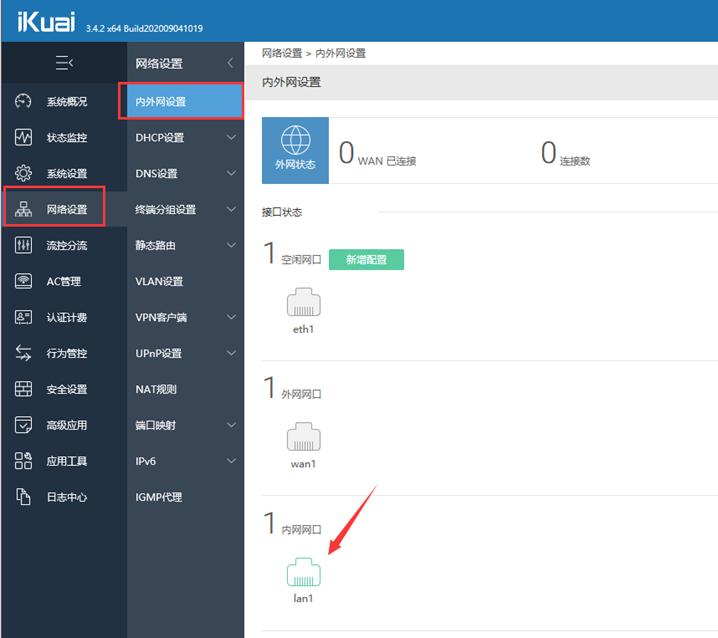 iKuai 3.4.2 x64 Build202009041019
系统概况
状态监控
系统设置
网络设置
流控分流
AC管理
认证计费
行为管控
安全设置
高级应用
应用工具
日志中心
网络设置
内外网设置
DHCP设置
DNS设置
终端分组设置
静态路由
VLAN设置
VPN客户端
UPnP设置
NAT规则
端口映射
IPv6
IGMP代理
网络设置 > 内外网设置
内外网设置
外网状态
0 WAN 已连接
0 连接数
接口状态
1 空闲网口 新增配置
eth1
1 外网网口
wan1
1 内网网口
lan1